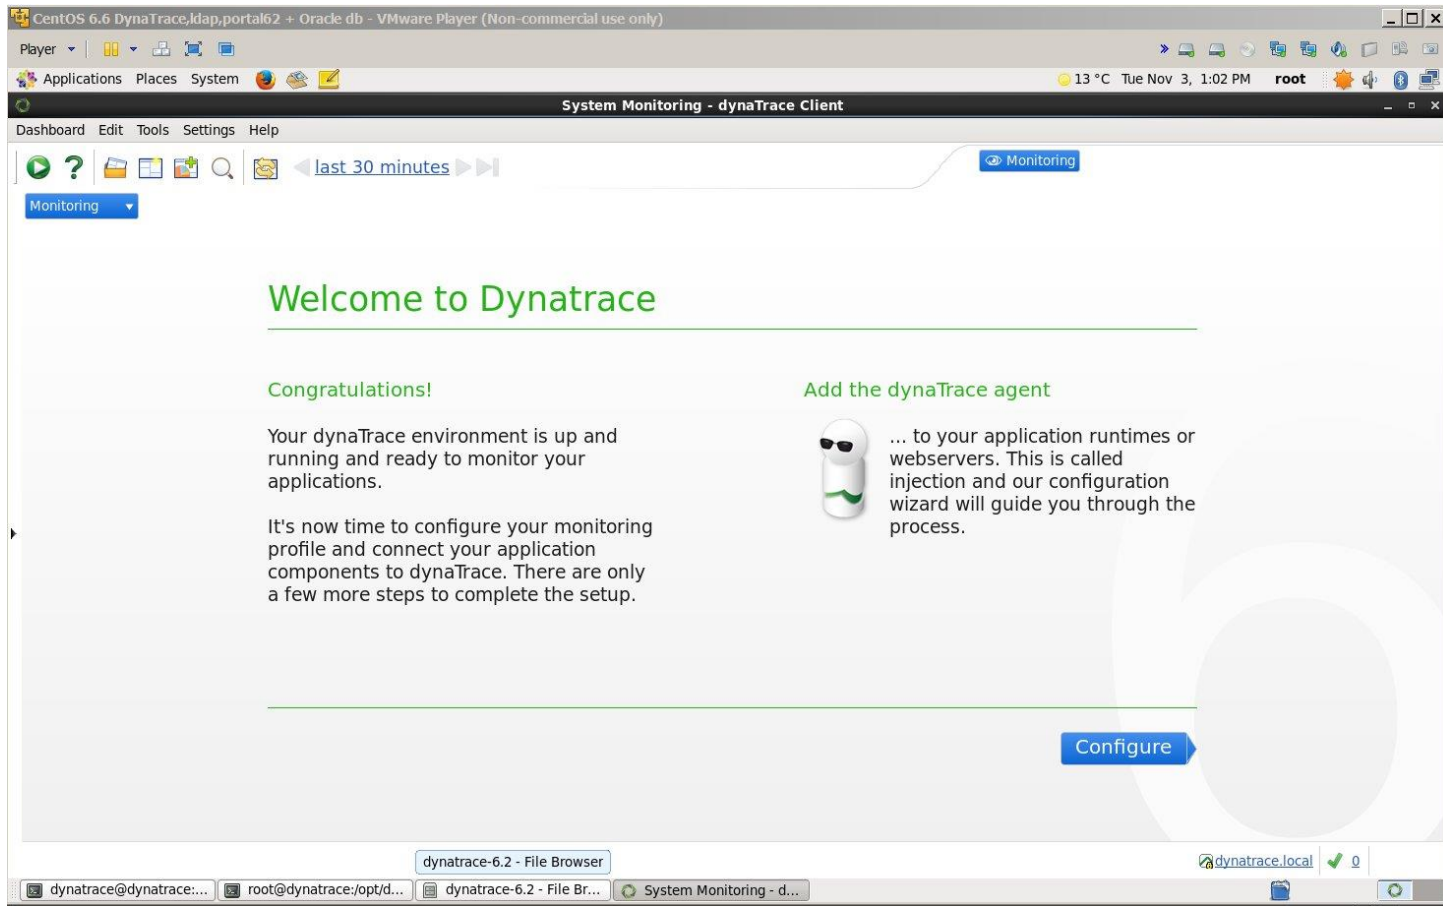 CentOS 6.6 DynaTrace,ldap,portal62 + Oracle db - VMware Player (Non-commercial use only)
Player
Applications Places System
13 °C Tue Nov 3, 1:02 PM root
System Monitoring - dynaTrace Client
Dashboard Edit Tools Settings Help
last 30 minutes
Monitoring
Monitoring
Welcome to Dynatrace
Congratulations!
Your dynaTrace environment is up and
running and ready to monitor your
applications.
It's now time to configure your monitoring
profile and connect your application
components to dynaTrace. There are only
a few more steps to complete the setup.
Add the dynaTrace agent
... to your application runtimes or
webservers. This is called
injection and our configuration
wizard will guide you through the
process.
6
Configure
dynatrace-6.2 - File Browser
dynatrace.local 0
dynatrace@dynatrace:... root@dynatrace:/opt/d... dynatrace-6.2 - File Br... System Monitoring - d...